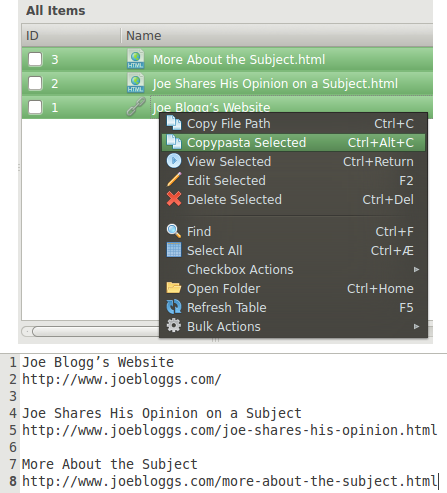 All Items
ID Name
3 HTML More About the Subject.html
2 HTML Joe Shares His Opinion on a Subject.html
1 Joe Blogg’s Website
Copy File Path Ctrl+C
Copypasta Selected Ctrl+Alt+C
View Selected Ctrl+Return
Edit Selected F2
Delete Selected Ctrl+Del
Find Ctrl+F
Select All Ctrl+Æ
Checkbox Actions
Open Folder Ctrl+Home
Refresh Table F5
Bulk Actions
1 Joe Blogg’s Website
2 http://www.joebloggs.com/
3
4 Joe Shares His Opinion on a Subject
5 http://www.joebloggs.com/joe-shares-his-opinion.html
6
7 More About the Subject
8 http://www.joebloggs.com/more-about-the-subject.html